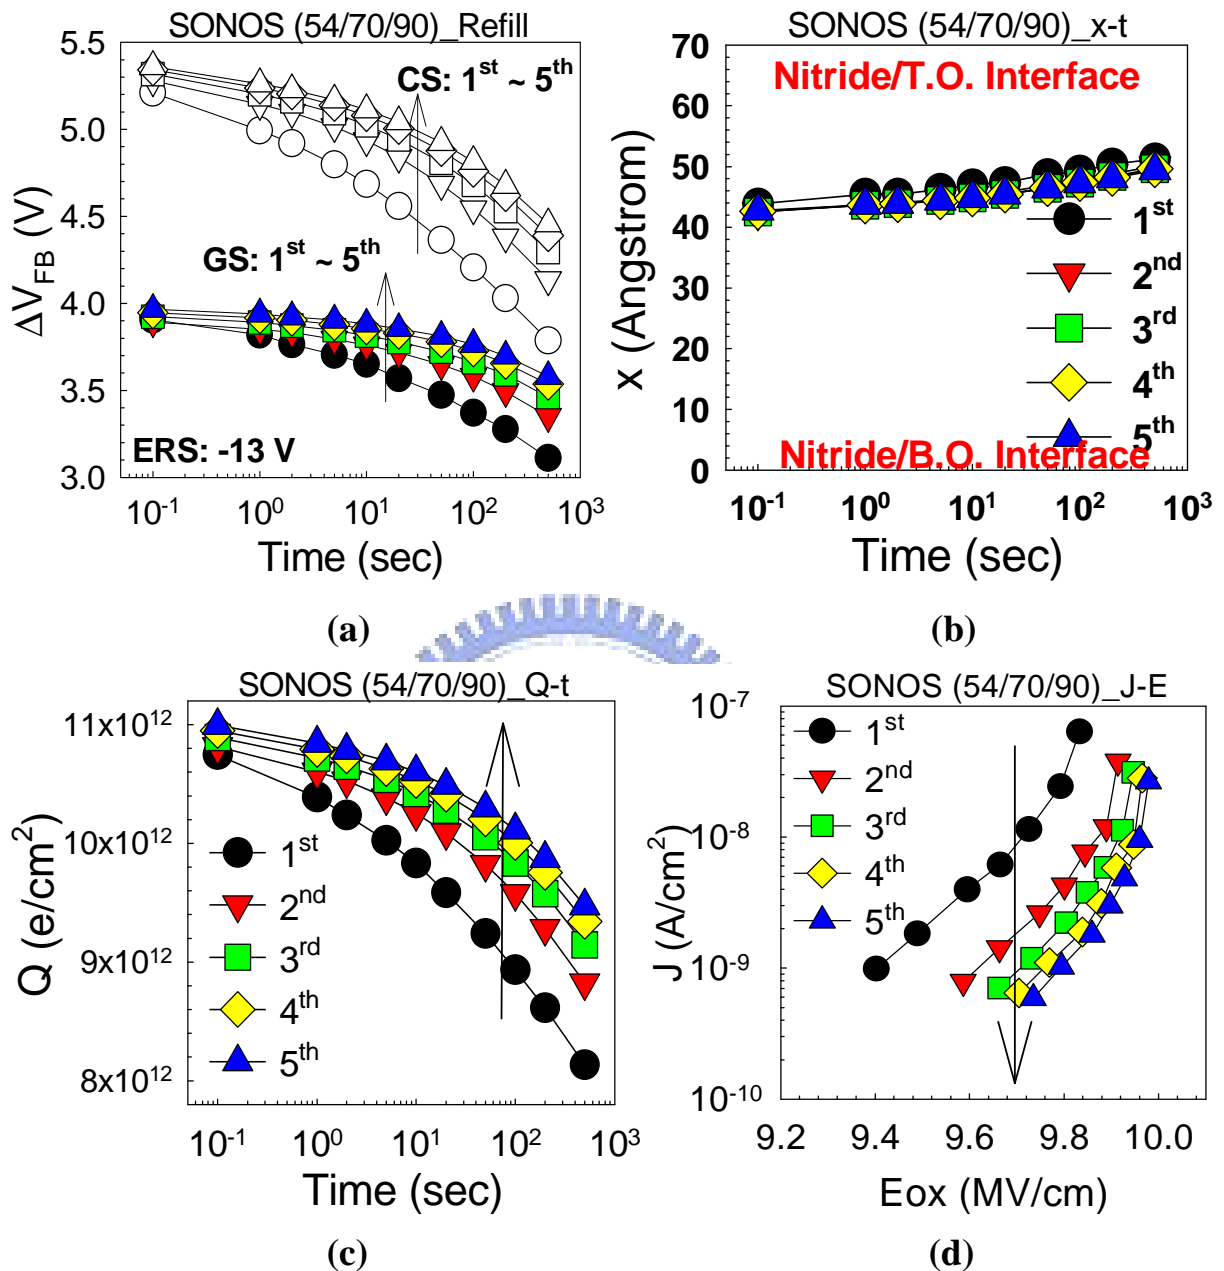 SONOS (54/70/90)_Refill
5.5
5.0
4.5
4.0
3.5
3.0
ΔV_FB (V)
CS: 1st ~ 5th
GS: 1st ~ 5th
ERS: -13 V
10^-1 10^0 10^1 10^2 10^3
Time (sec)
(a)
SONOS (54/70/90)_x-t
70
60
50
40
30
20
10
0
x (Angstrom)
Nitride/T.O. Interface
1st
2nd
3rd
4th
5th
Nitride/B.O. Interface
10^-1 10^0 10^1 10^2 10^3
Time (sec)
(b)
SONOS (54/70/90)_Q-t
11x10^12
10x10^12
9x10^12
8x10^12
Q (e/cm^2)
1st
2nd
3rd
4th
5th
10^-1 10^0 10^1 10^2 10^3
Time (sec)
(c)
SONOS (54/70/90)_J-E
10^-7
10^-8
10^-9
10^-10
J (A/cm^2)
1st
2nd
3rd
4th
5th
9.2 9.4 9.6 9.8 10.0
Eox (MV/cm)
(d)